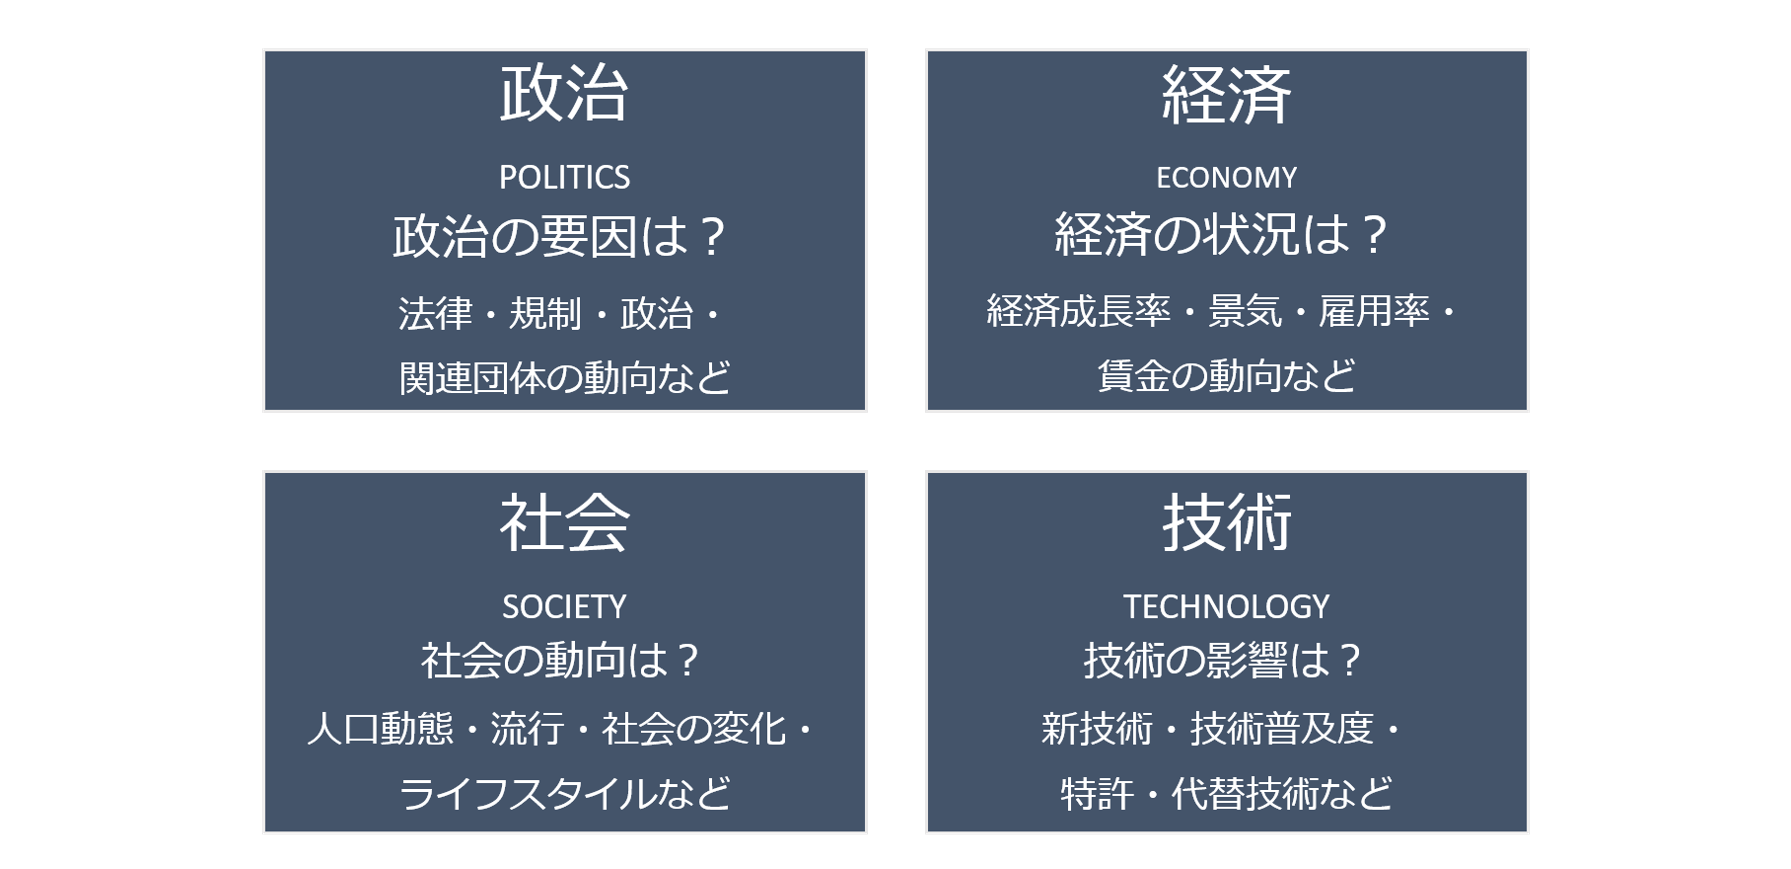 政治
POLITICS
政治の要因は？
法律・規制・政治・
関連団体の動向など
経済
ECONOMY
経済の状況は？
経済成長率・景気・雇用率・
賃金の動向など
社会
SOCIETY
社会の動向は？
人口動態・流行・社会の変化・
ライフスタイルなど
技術
TECHNOLOGY
技術の影響は？
新技術・技術普及度・
特許・代替技術など